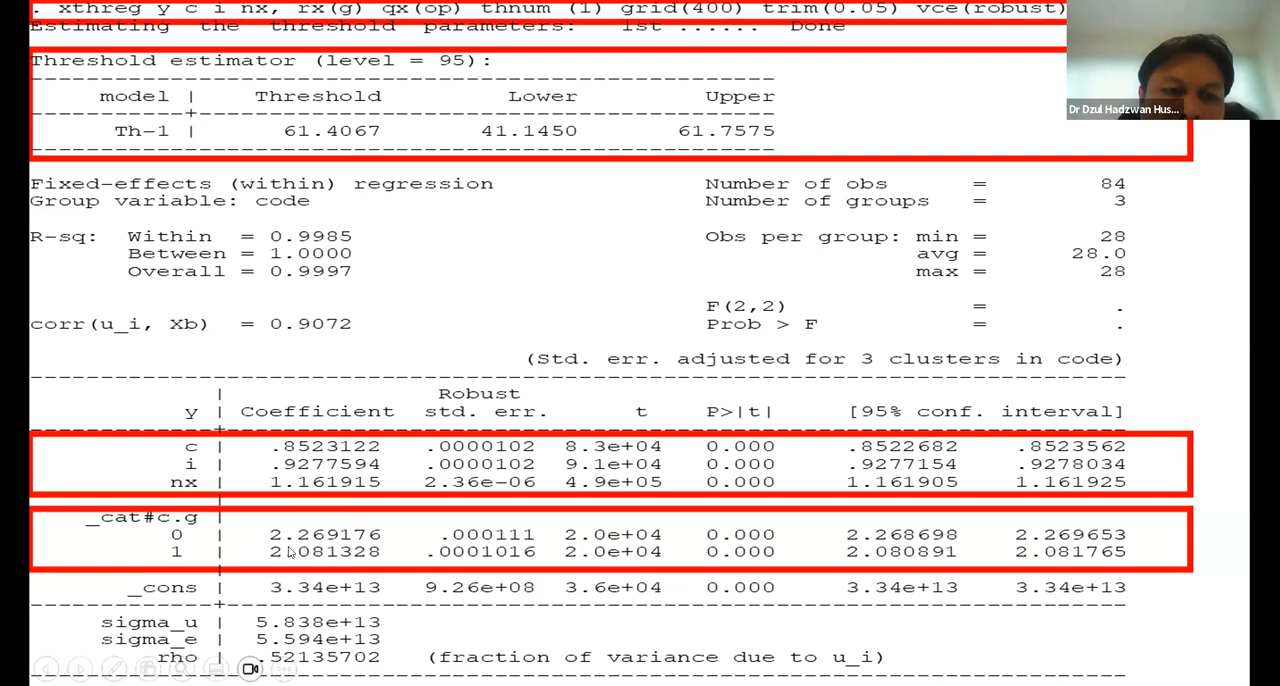 . xthreg y c i nx, rx(g) qx(op) thnum (1) grid(400) trim(0.05) vce(robust)
Estimating the threshold parameters: 1st ...... Done
Dr Dzul Hadzwan Hus...
Threshold estimator (level = 95):
model | Threshold Lower Upper
Th-1 | 61.4067 41.1450 61.7575
Fixed-effects (within) regression Number of obs = 84
Group variable: code Number of groups = 3
R-sq: Within = 0.9985 Obs per group: min = 28
Between = 1.0000 avg = 28.0
Overall = 0.9997 max = 28
F(2,2) = .
corr(u_i, Xb) = 0.9072 Prob > F = .
(Std. err. adjusted for 3 clusters in code)
| Robust
y | Coefficient std. err. t P>|t| [95% conf. interval]
c | .8523122 .0000102 8.3e+04 0.000 .8522682 .8523562
i | .9277594 .0000102 9.1e+04 0.000 .9277154 .9278034
nx | 1.161915 2.36e-06 4.9e+05 0.000 1.161905 1.161925
_cat#c.g |
0 | 2.269176 .000111 2.0e+04 0.000 2.268698 2.269653
1 | 2.081328 .0001016 2.0e+04 0.000 2.080891 2.081765
_cons | 3.34e+13 9.26e+08 3.6e+04 0.000 3.34e+13 3.34e+13
sigma_u | 5.838e+13
sigma_e | 5.594e+13
rho | .52135702 (fraction of variance due to u_i)